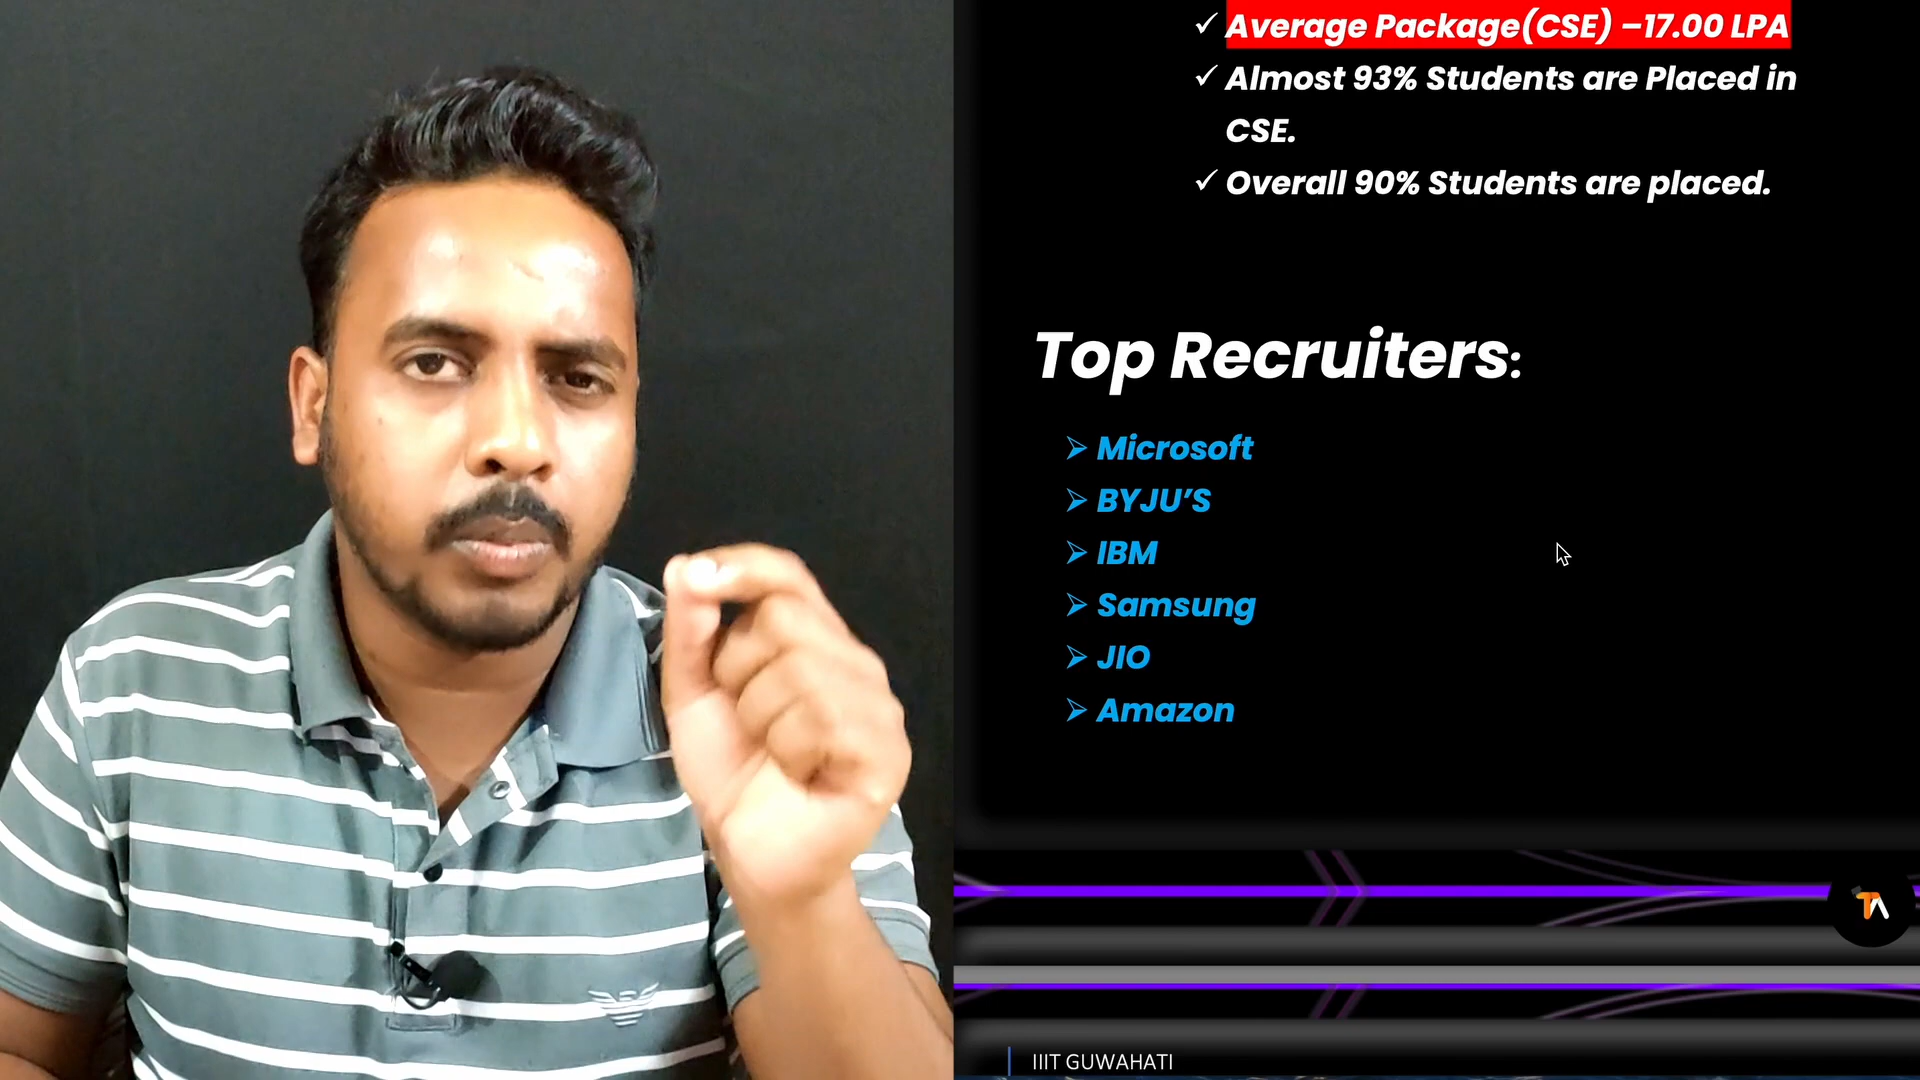 ✓ Average Package(CSE) –17.00 LPA
✓ Almost 93% Students are Placed in
CSE.
✓ Overall 90% Students are placed.
Top Recruiters:
➢ Microsoft
➢ BYJU’S
➢ IBM
➢ Samsung
➢ JIO
➢ Amazon
TA
IIIT GUWAHATI